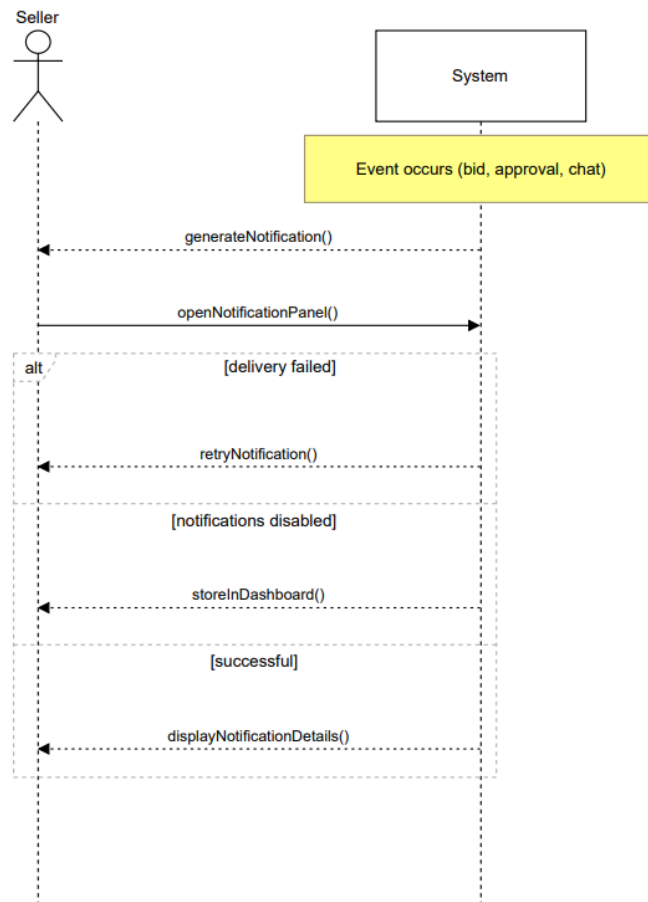 Seller
System
Event occurs (bid, approval, chat)
generateNotification()
openNotificationPanel()
alt
[delivery failed]
retryNotification()
[notifications disabled]
storeInDashboard()
[successful]
displayNotificationDetails()